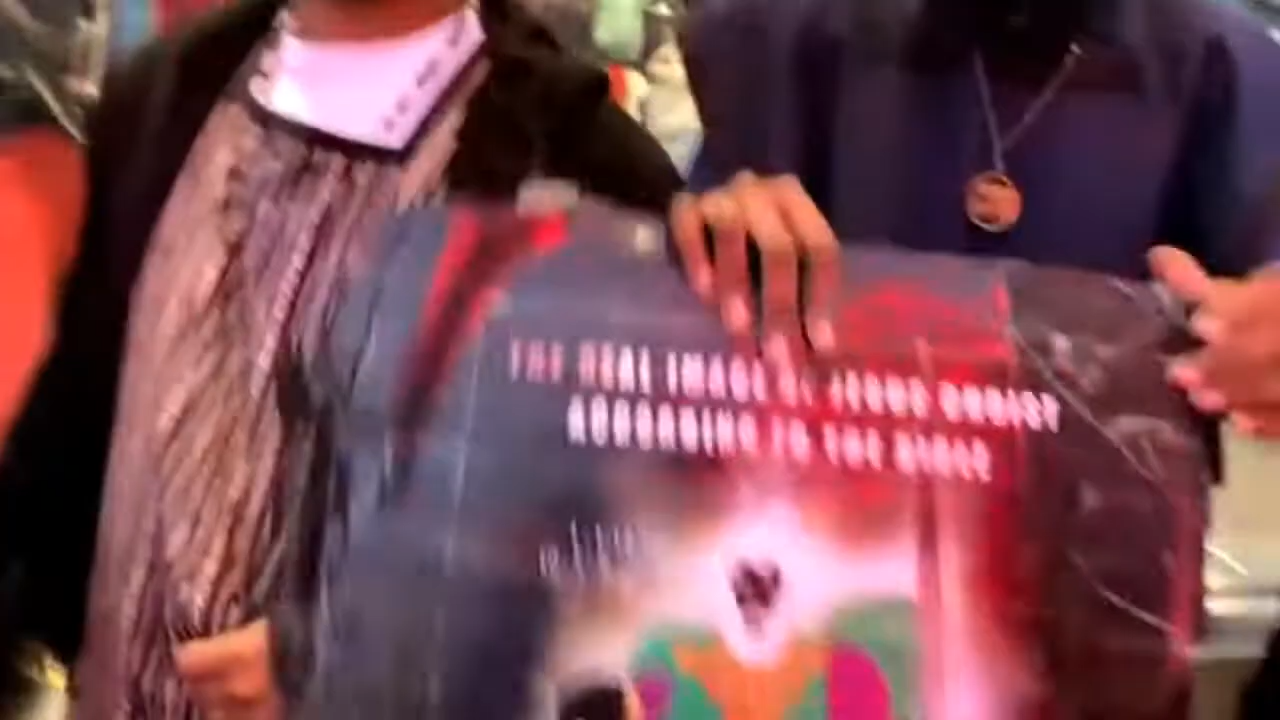 THE REAL IMAGE OF JESUS CHRIST
ACCORDING TO THE BIBLE